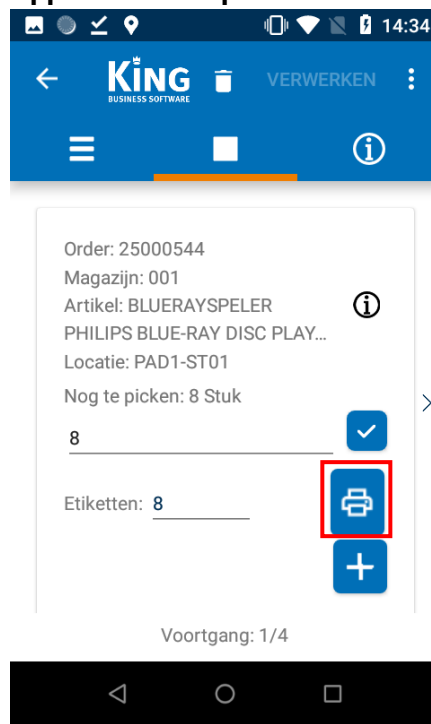 14:34
KING
BUSINESS SOFTWARE
VERWERKEN
Order: 25000544
Magazijn: 001
Artikel: BLUERAYSPELER
PHILIPS BLUE-RAY DISC PLAY...
Locatie: PAD1-ST01
Nog te picken: 8 Stuk
8
Etiketten: 8
Voortgang: 1/4